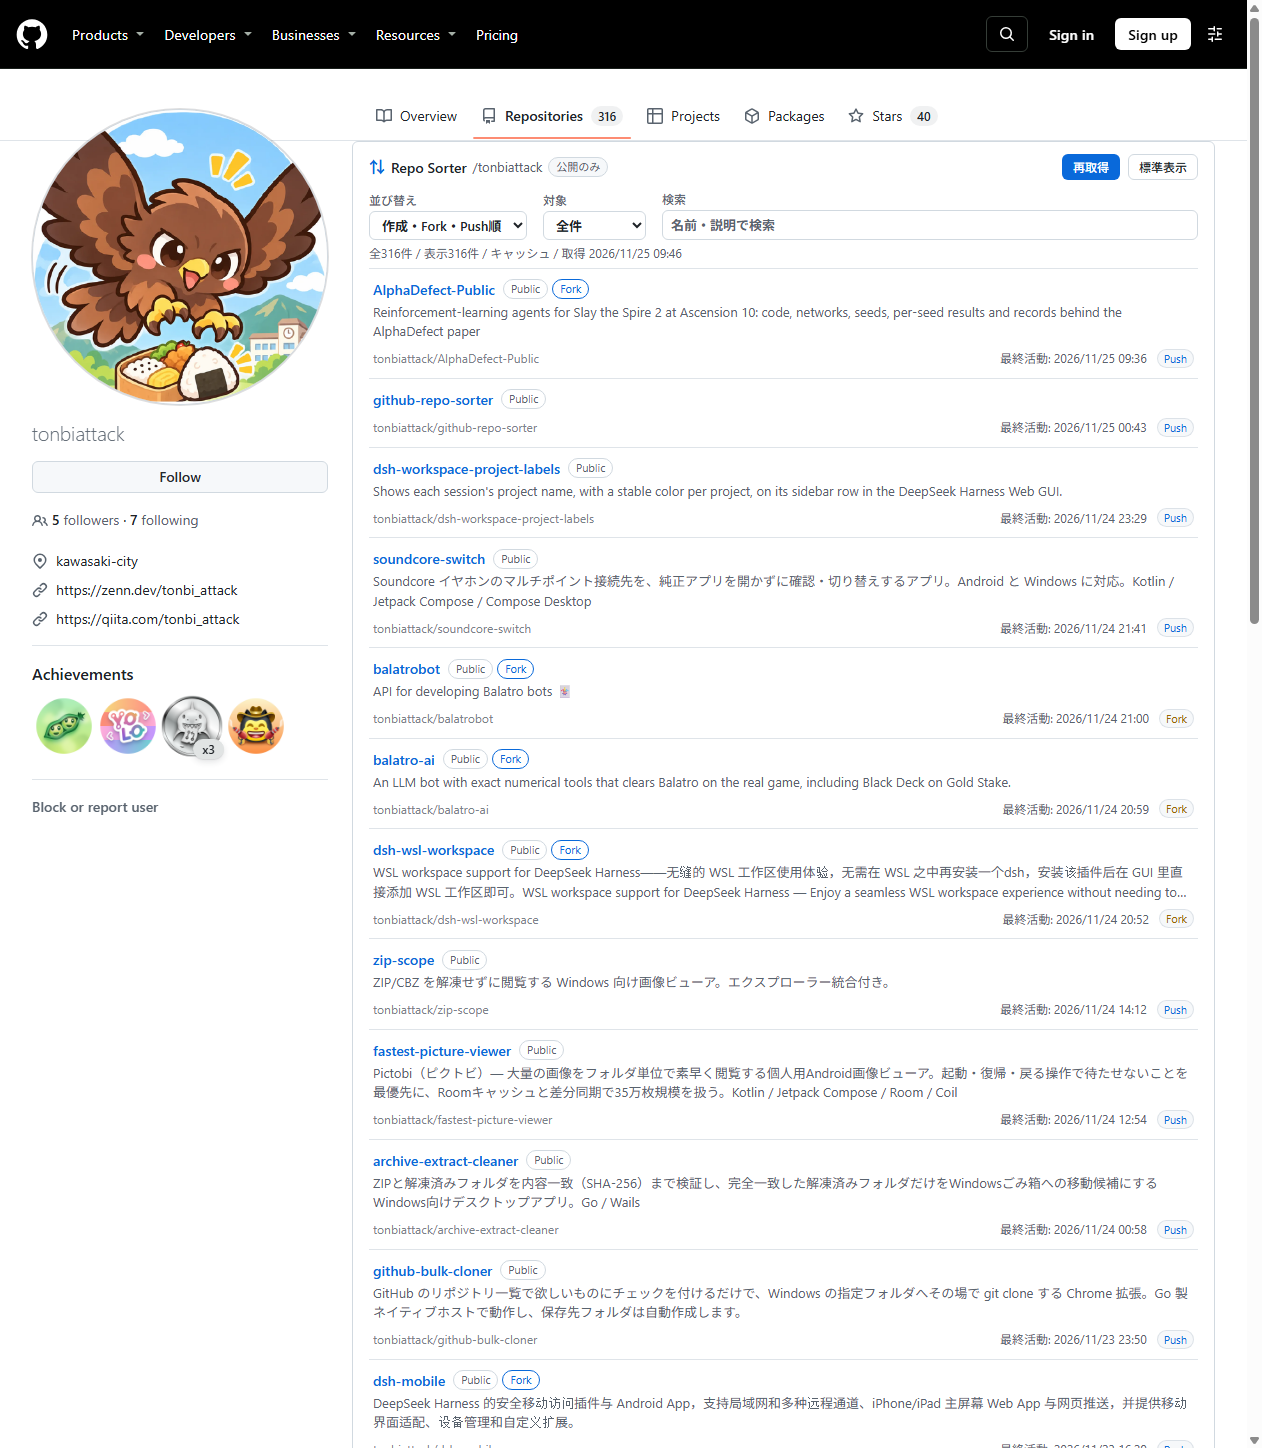 Products
Developers
Businesses
Resources
Pricing
Sign in
Sign up
Overview
Repositories 316
Projects
Packages
Stars 40
tonbiattack
Follow
5 followers · 7 following
kawasaki-city
https://zenn.dev/tonbi_attack
https://qiita.com/tonbi_attack
Achievements
YOLO
x3
Block or report user
Repo Sorter /tonbiattack 公開のみ
再取得
標準表示
並び替え
対象
検索
作成・Fork・Push順
全件
名前・説明で検索
全316件 / 表示316件 / キャッシュ / 取得 2026/11/25 09:46
AlphaDefect-Public Public Fork
Reinforcement-learning agents for Slay the Spire 2 at Ascension 10: code, networks, seeds, per-seed results and records behind the
AlphaDefect paper
tonbiattack/AlphaDefect-Public
最終活動: 2026/11/25 09:36 Push
github-repo-sorter Public
tonbiattack/github-repo-sorter
最終活動: 2026/11/25 00:43 Push
dsh-workspace-project-labels Public
Shows each session's project name, with a stable color per project, on its sidebar row in the DeepSeek Harness Web GUI.
tonbiattack/dsh-workspace-project-labels
最終活動: 2026/11/24 23:29 Push
soundcore-switch Public
Soundcore イヤホンのマルチポイント接続先を、純正アプリを開かずに確認・切り替えするアプリ。Android と Windows に対応。Kotlin /
Jetpack Compose / Compose Desktop
tonbiattack/soundcore-switch
最終活動: 2026/11/24 21:41 Push
balatrobot Public Fork
API for developing Balatro bots 🃏
tonbiattack/balatrobot
最終活動: 2026/11/24 21:00 Fork
balatro-ai Public Fork
An LLM bot with exact numerical tools that clears Balatro on the real game, including Black Deck on Gold Stake.
tonbiattack/balatro-ai
最終活動: 2026/11/24 20:59 Fork
dsh-wsl-workspace Public Fork
WSL workspace support for DeepSeek Harness——无缝的 WSL 工作区使用体验，无需在 WSL 之中再安装一个dsh，安装该插件后在 GUI 里直
接添加 WSL 工作区即可。WSL workspace support for DeepSeek Harness — Enjoy a seamless WSL workspace experience without needing to...
tonbiattack/dsh-wsl-workspace
最終活動: 2026/11/24 20:52 Fork
zip-scope Public
ZIP/CBZ を解凍せずに閲覧する Windows 向け画像ビューア。エクスプローラー統合付き。
tonbiattack/zip-scope
最終活動: 2026/11/24 14:12 Push
fastest-picture-viewer Public
Pictobi（ピクトビ）— 大量の画像をフォルダ単位で素早く閲覧する個人用Android画像ビューア。起動・復帰・戻る操作で待たせないことを
最優先に、Roomキャッシュと差分同期で35万枚規模を扱う。Kotlin / Jetpack Compose / Room / Coil
tonbiattack/fastest-picture-viewer
最終活動: 2026/11/24 12:54 Push
archive-extract-cleaner Public
ZIPと解凍済みフォルダを内容一致（SHA-256）まで検証し、完全一致した解凍済みフォルダだけをWindowsごみ箱への移動候補にする
Windows向けデスクトップアプリ。Go / Wails
tonbiattack/archive-extract-cleaner
最終活動: 2026/11/24 00:58 Push
github-bulk-cloner Public
GitHub のリポジトリ一覧で欲しいものにチェックを付けるだけで、Windows の指定フォルダへその場で git clone する Chrome 拡張。Go 製
ネイティブホストで動作し、保存先フォルダは自動作成します。
tonbiattack/github-bulk-cloner
最終活動: 2026/11/23 23:50 Push
dsh-mobile Public Fork
DeepSeek Harness 的安全移动访问插件与 Android App，支持局域网和多种远程通道、iPhone/iPad 主屏幕 Web App 与网页推送，并提供移动
界面适配、设备管理和自定义扩展。